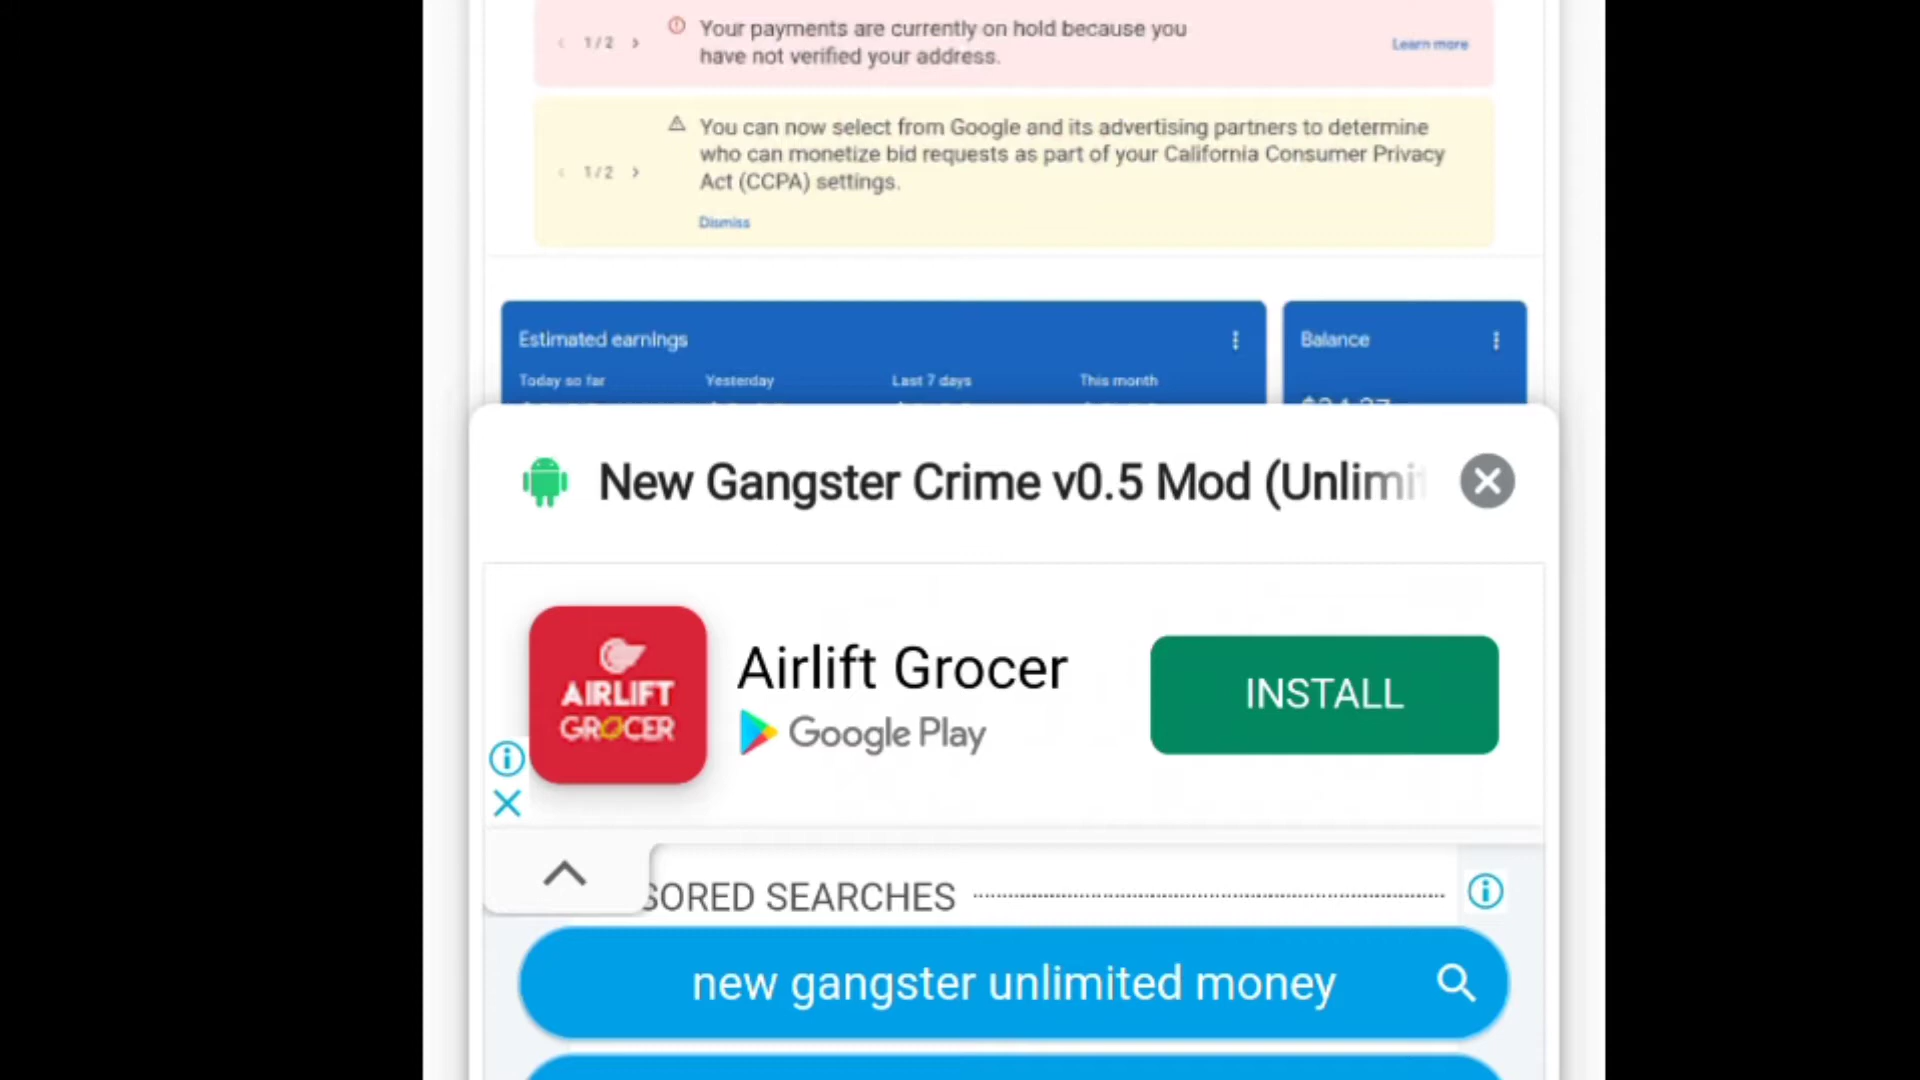 Your payments are currently on hold because you
have not verified your address.
1/2
Learn more
You can now select from Google and its advertising partners to determine
who can monetize bid requests as part of your California Consumer Privacy
Act (CCPA) settings.
1/2
Dismiss
Estimated earnings
Balance
Today so far
Yesterday
Last 7 days
This month
New Gangster Crime v0.5 Mod (Unlimi
AIRLIFT
GROCER
Airlift Grocer
Google Play
INSTALL
SORED SEARCHES
new gangster unlimited money